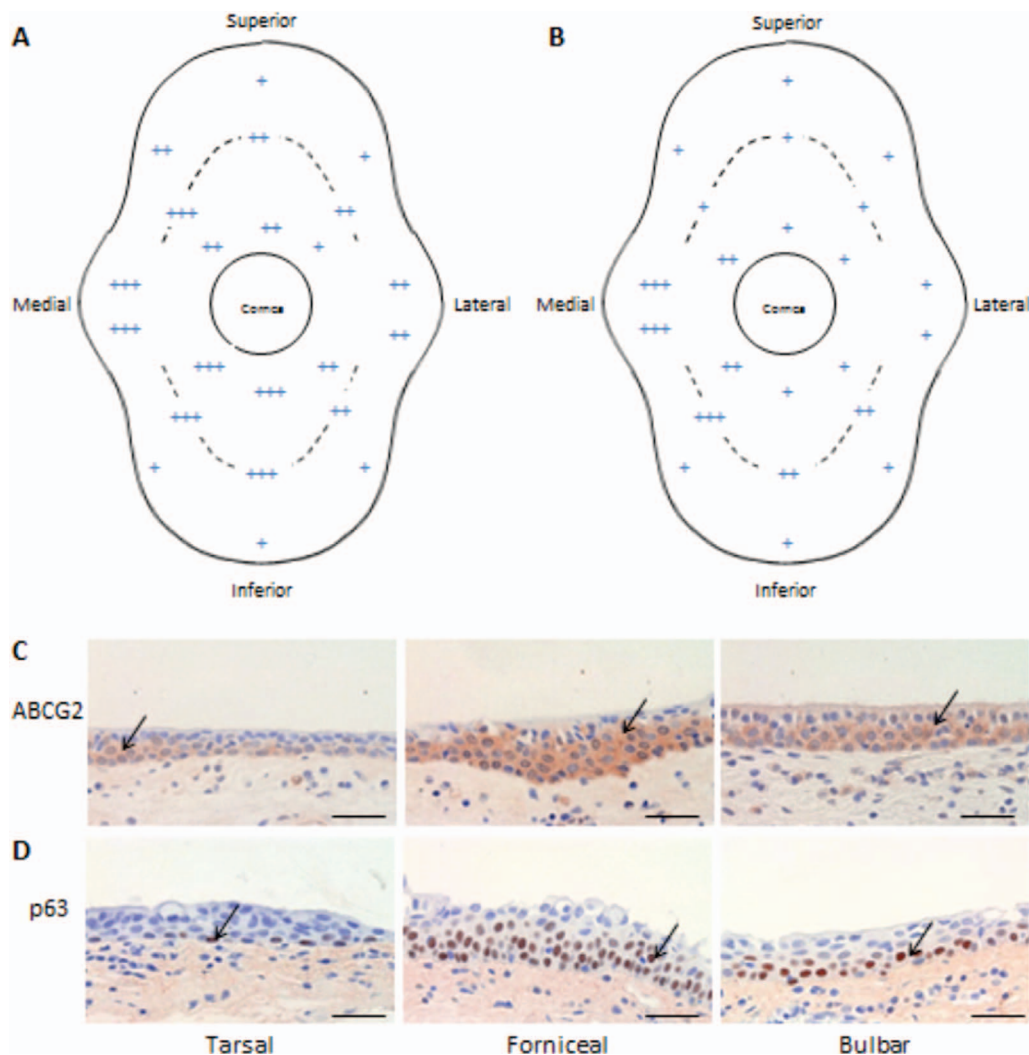 A
Superior
+
++
++ +
+++ ++
++
++ +
+++ ++
Medial Cornea Lateral
+++ ++
+++ ++
+++
+++ ++
+ +
+++
+
Inferior
B
Superior
+
+
+ +
+ +
+
++ +
+++ +
Medial Cornea Lateral
+++ +
++ +
+
+++ ++
+ +
++
+
Inferior
C
ABCG2
D
p63
Tarsal Forniceal Bulbar